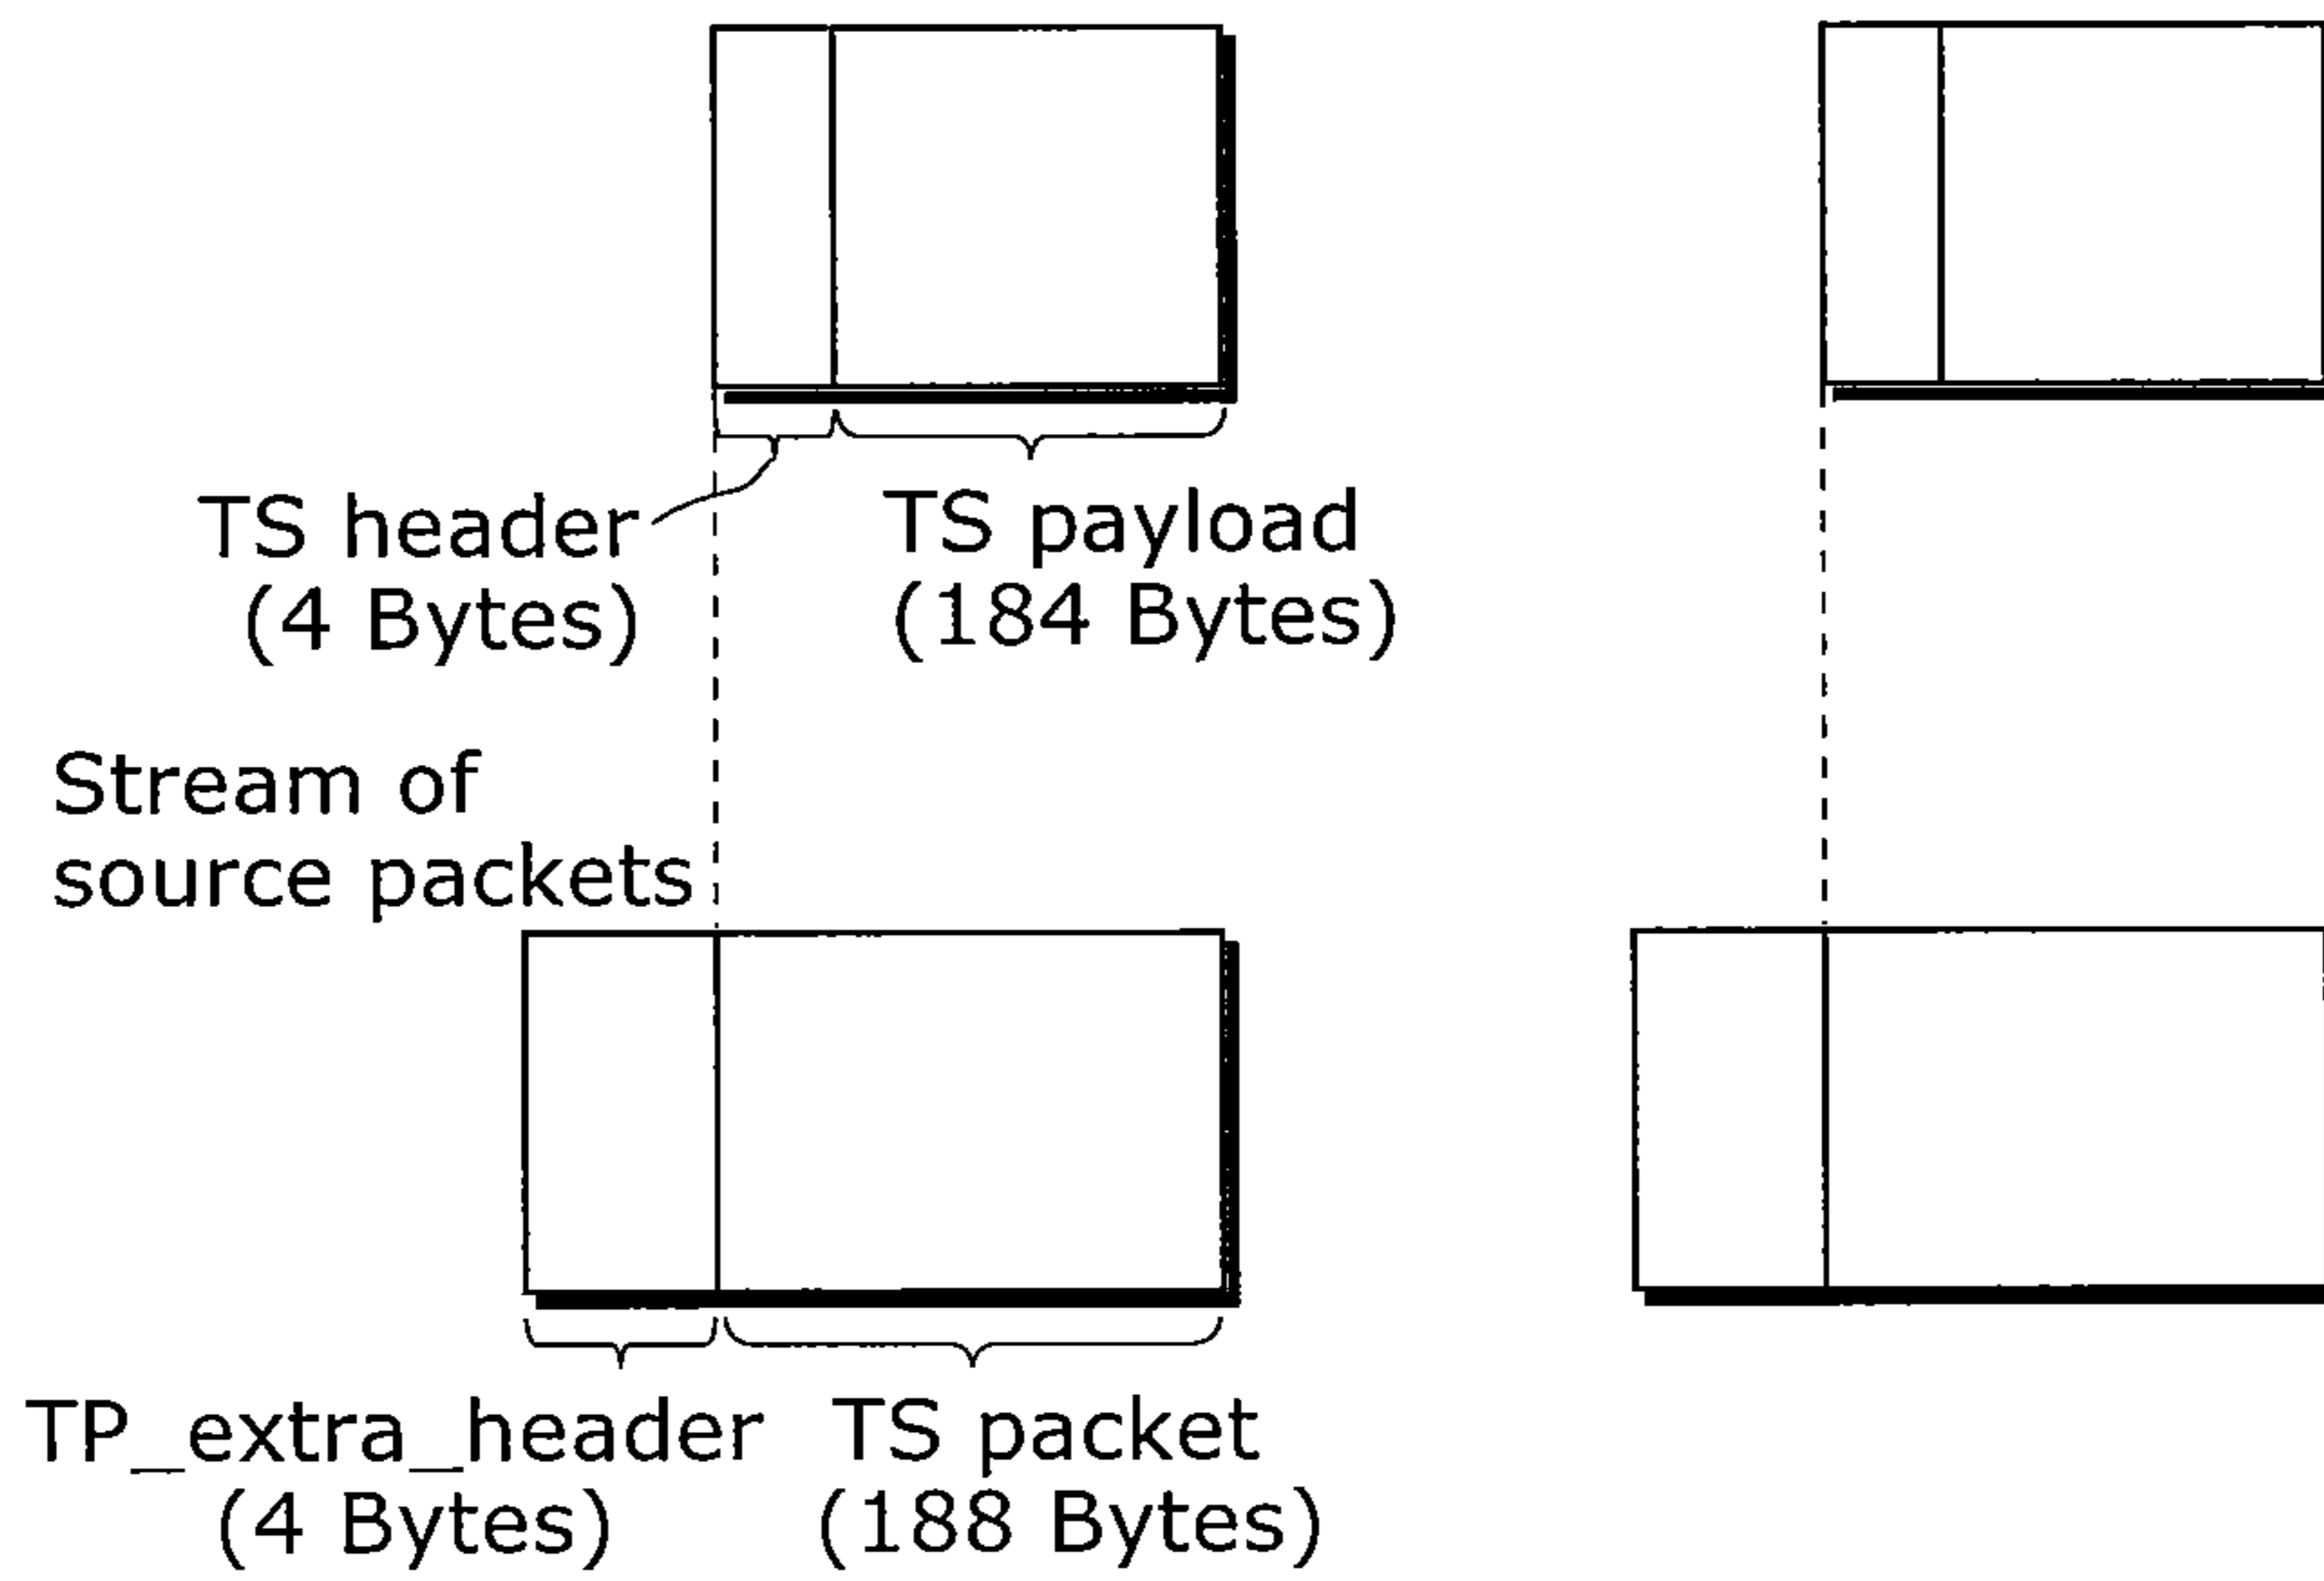 TS header
(4 Bytes)
TS payload
(184 Bytes)
Stream of
source packets
TP_extra_header
(4 Bytes)
TS packet
(188 Bytes)